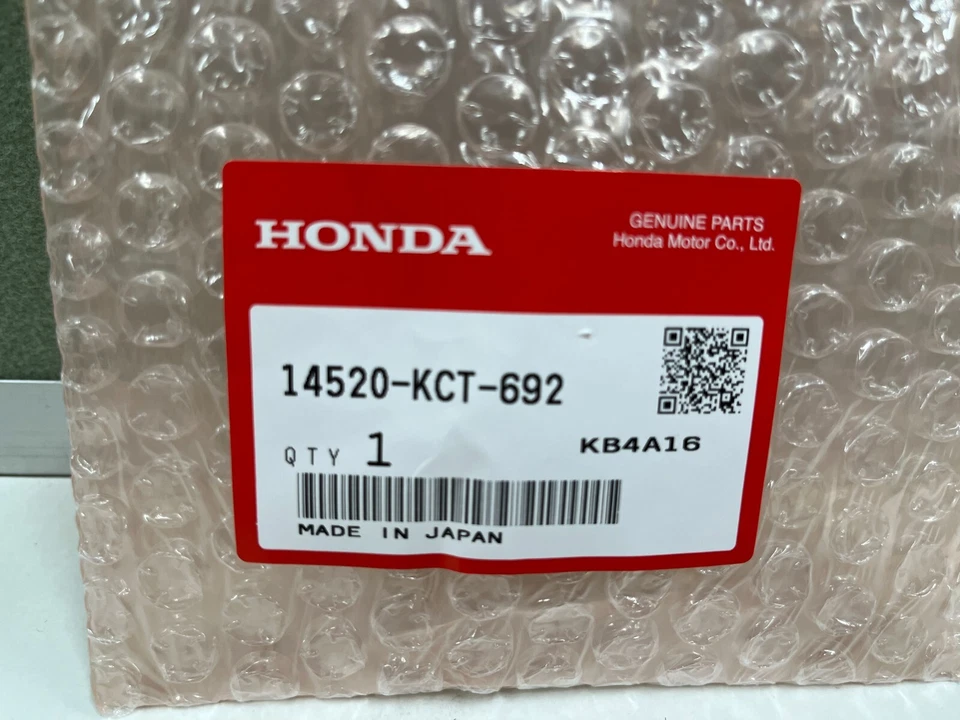 HONDA
GENUINE PARTS
Honda Motor Co., Ltd.
14520-KCT-692
QTY 1
KB4A16
MADE IN JAPAN